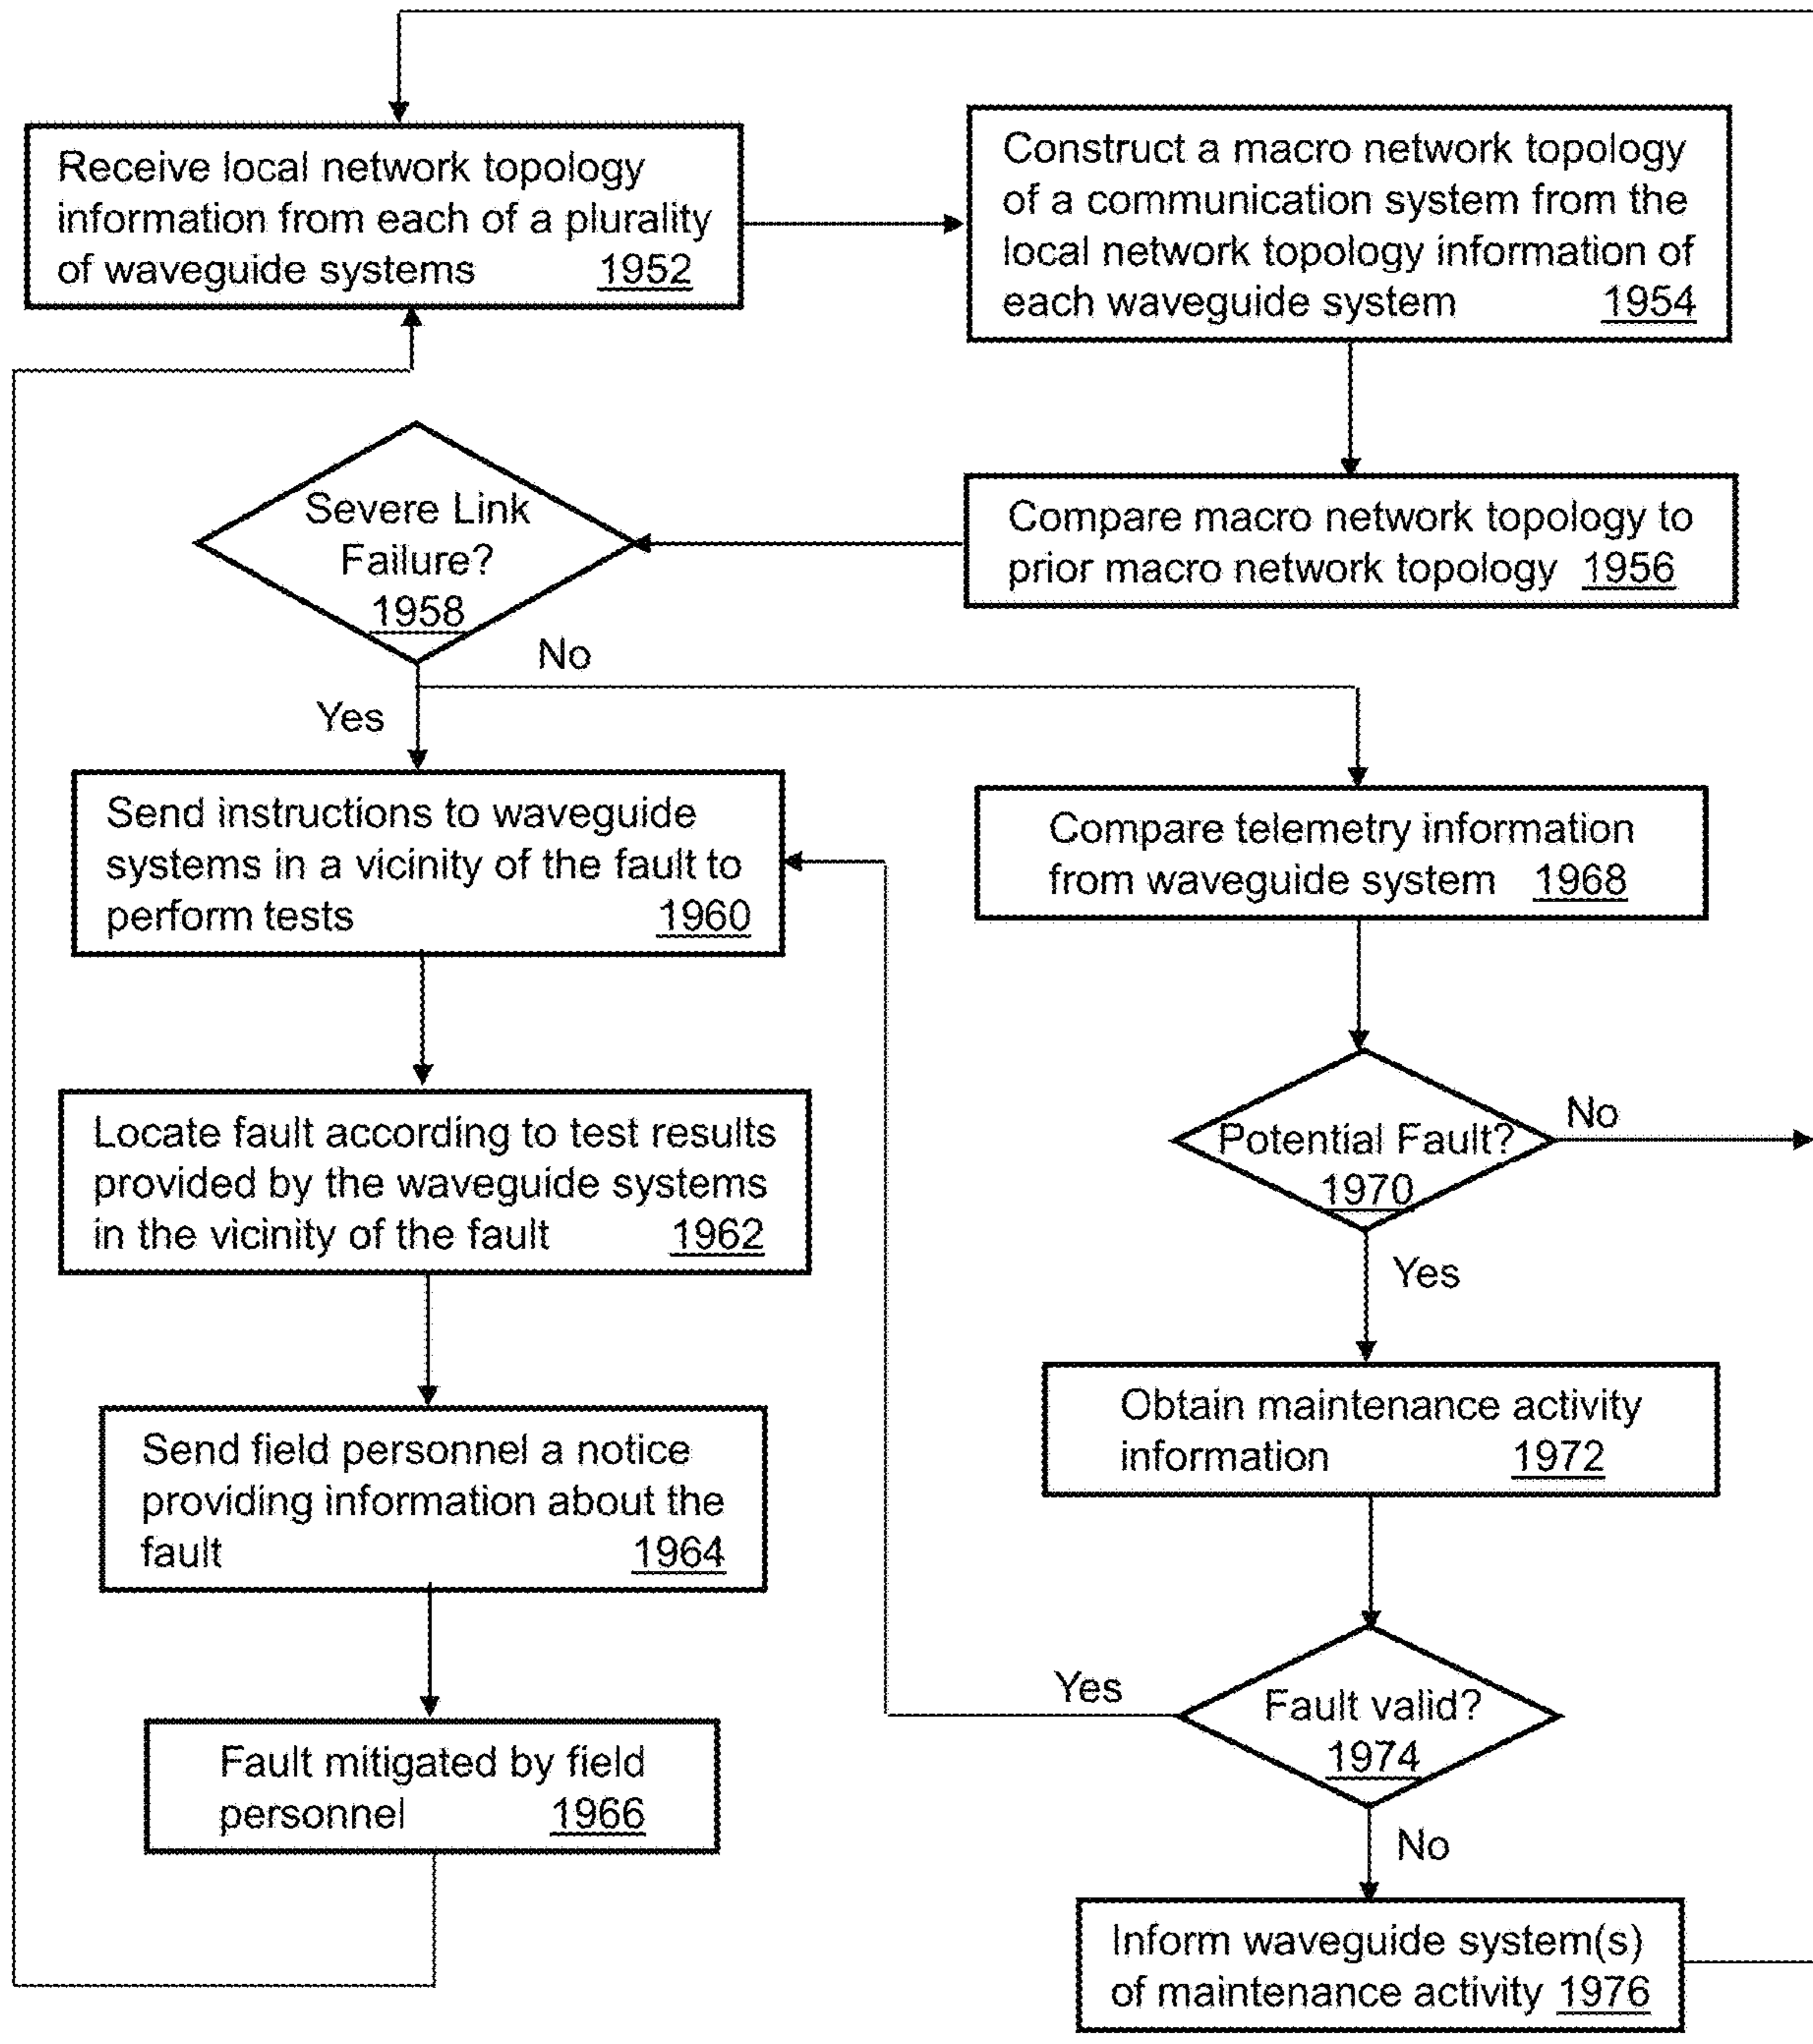 Receive local network topology
information from each of a plurality
of waveguide systems 1952
Construct a macro network topology
of a communication system from the
local network topology information of
each waveguide system 1954
Compare macro network topology to
prior macro network topology 1956
Severe Link
Failure?
1958
No
Yes
Send instructions to waveguide
systems in a vicinity of the fault to
perform tests 1960
Locate fault according to test results
provided by the waveguide systems
in the vicinity of the fault 1962
Send field personnel a notice
providing information about the
fault 1964
Fault mitigated by field
personnel 1966
Compare telemetry information
from waveguide system 1968
Potential Fault?
1970
No
Yes
Obtain maintenance activity
information 1972
Fault valid?
1974
Yes
No
Inform waveguide system(s)
of maintenance activity 1976